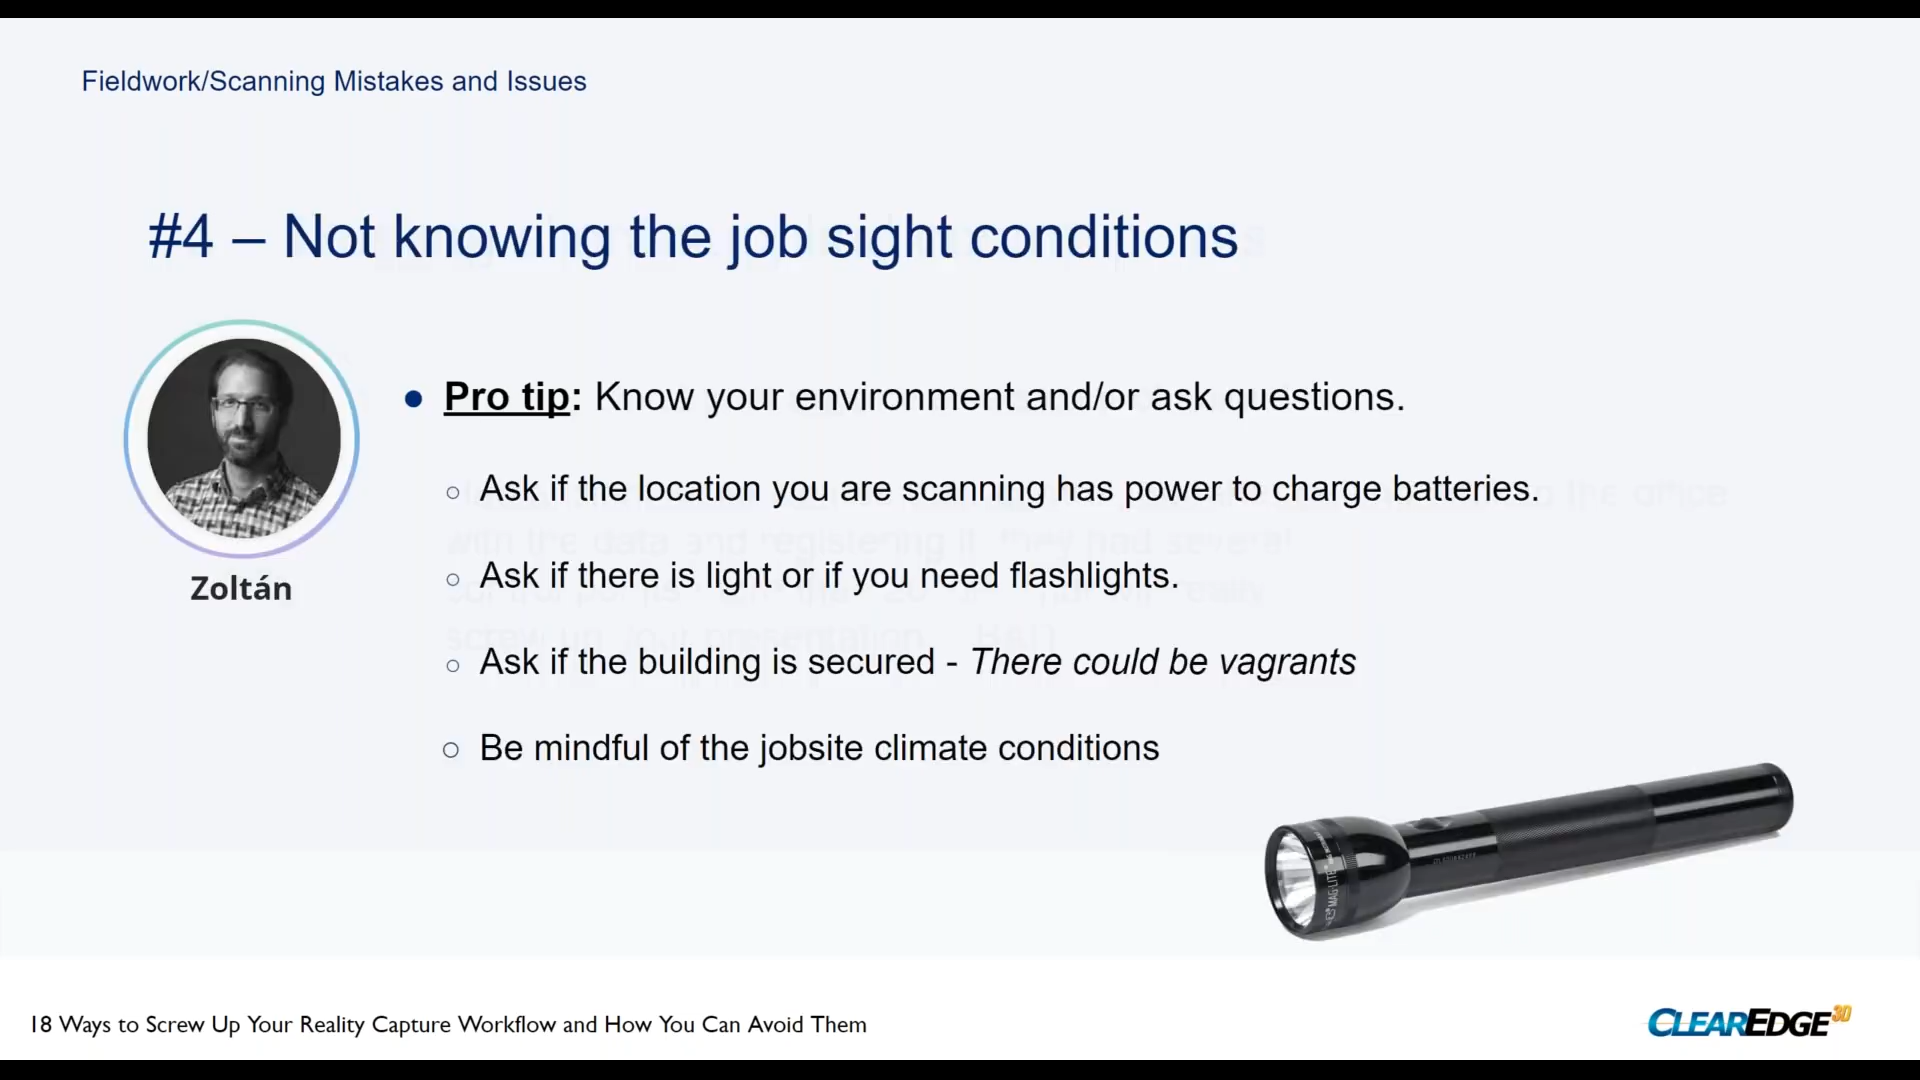 Fieldwork/Scanning Mistakes and Issues
#4 – Not knowing the job sight conditions
Zoltán
● Pro tip: Know your environment and/or ask questions.
○ Ask if the location you are scanning has power to charge batteries.
○ Ask if there is light or if you need flashlights.
○ Ask if the building is secured - There could be vagrants
○ Be mindful of the jobsite climate conditions
MAG-LITE
18 Ways to Screw Up Your Reality Capture Workflow and How You Can Avoid Them
CLEAREDGE3D